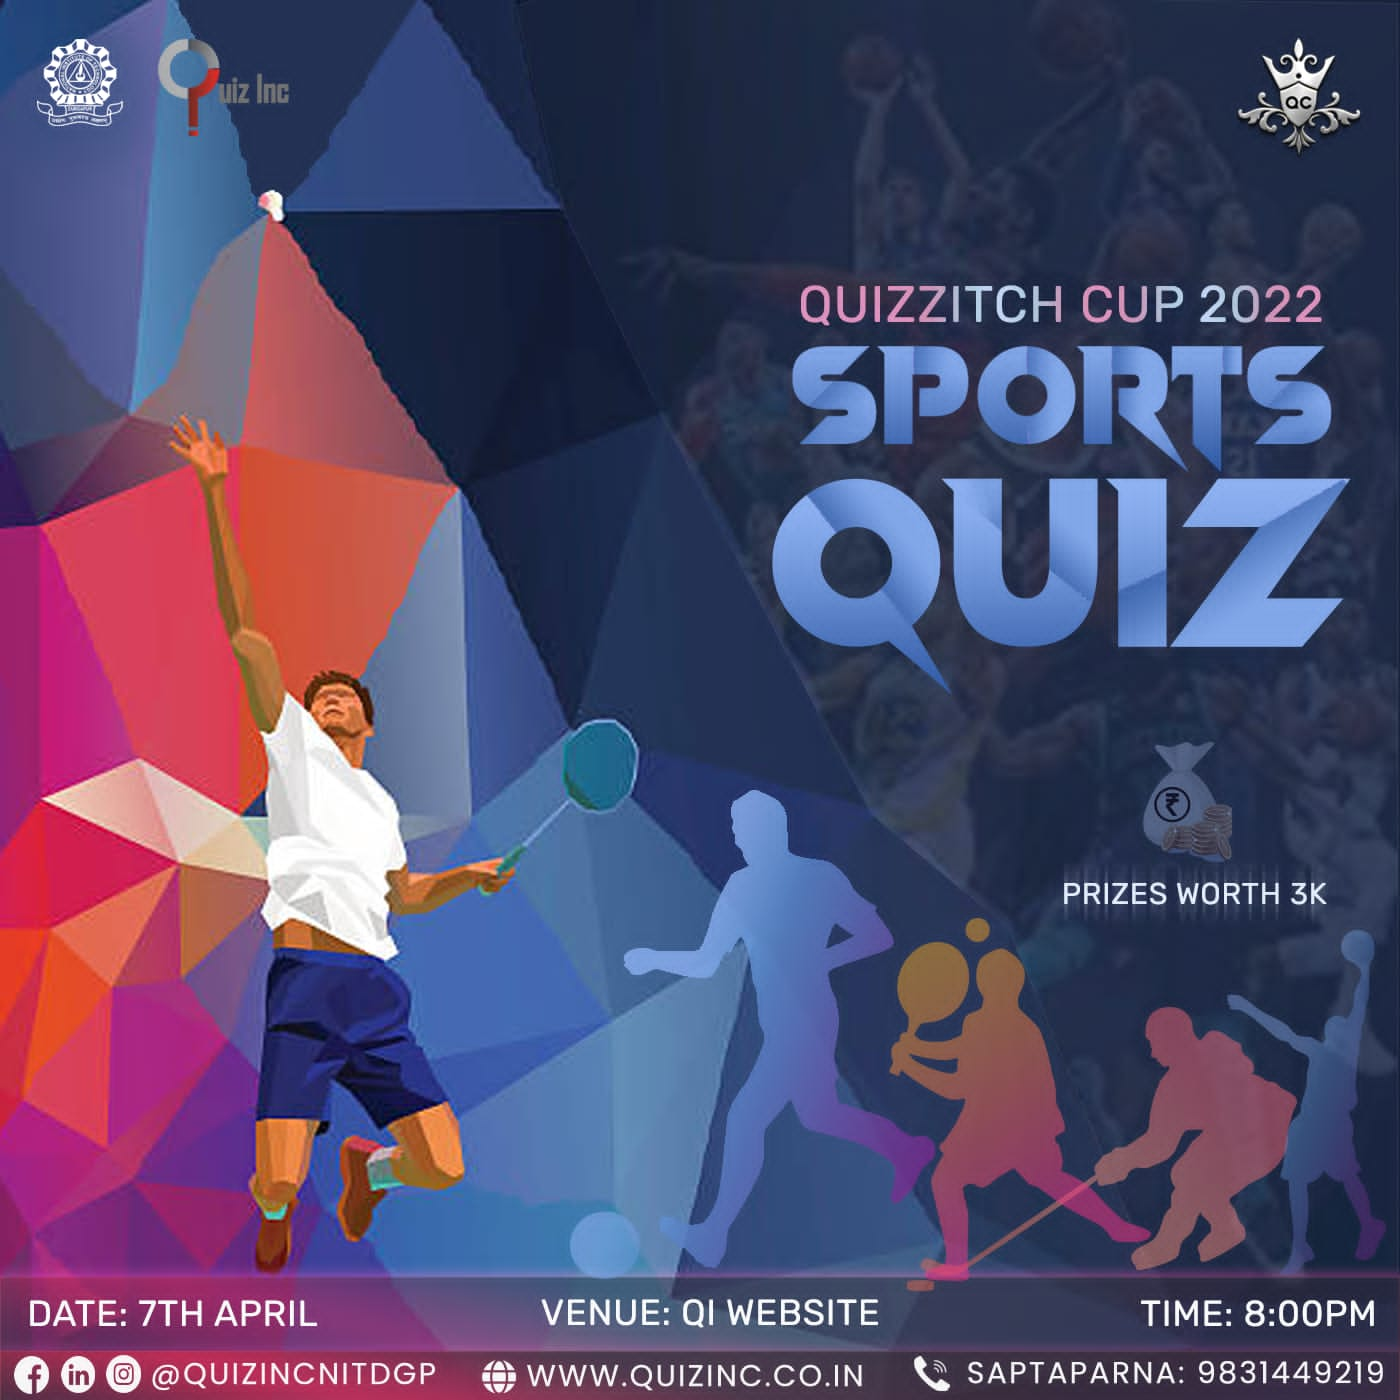 uiz Inc
QC
QUIZZITCH CUP 2022
SPORTS
QUIZ
₹
PRIZES WORTH 3K
DATE: 7TH APRIL
VENUE: QI WEBSITE
TIME: 8:00PM
@QUIZINCNITDGP
WWW.QUIZINC.CO.IN
SAPTAPARNA: 9831449219